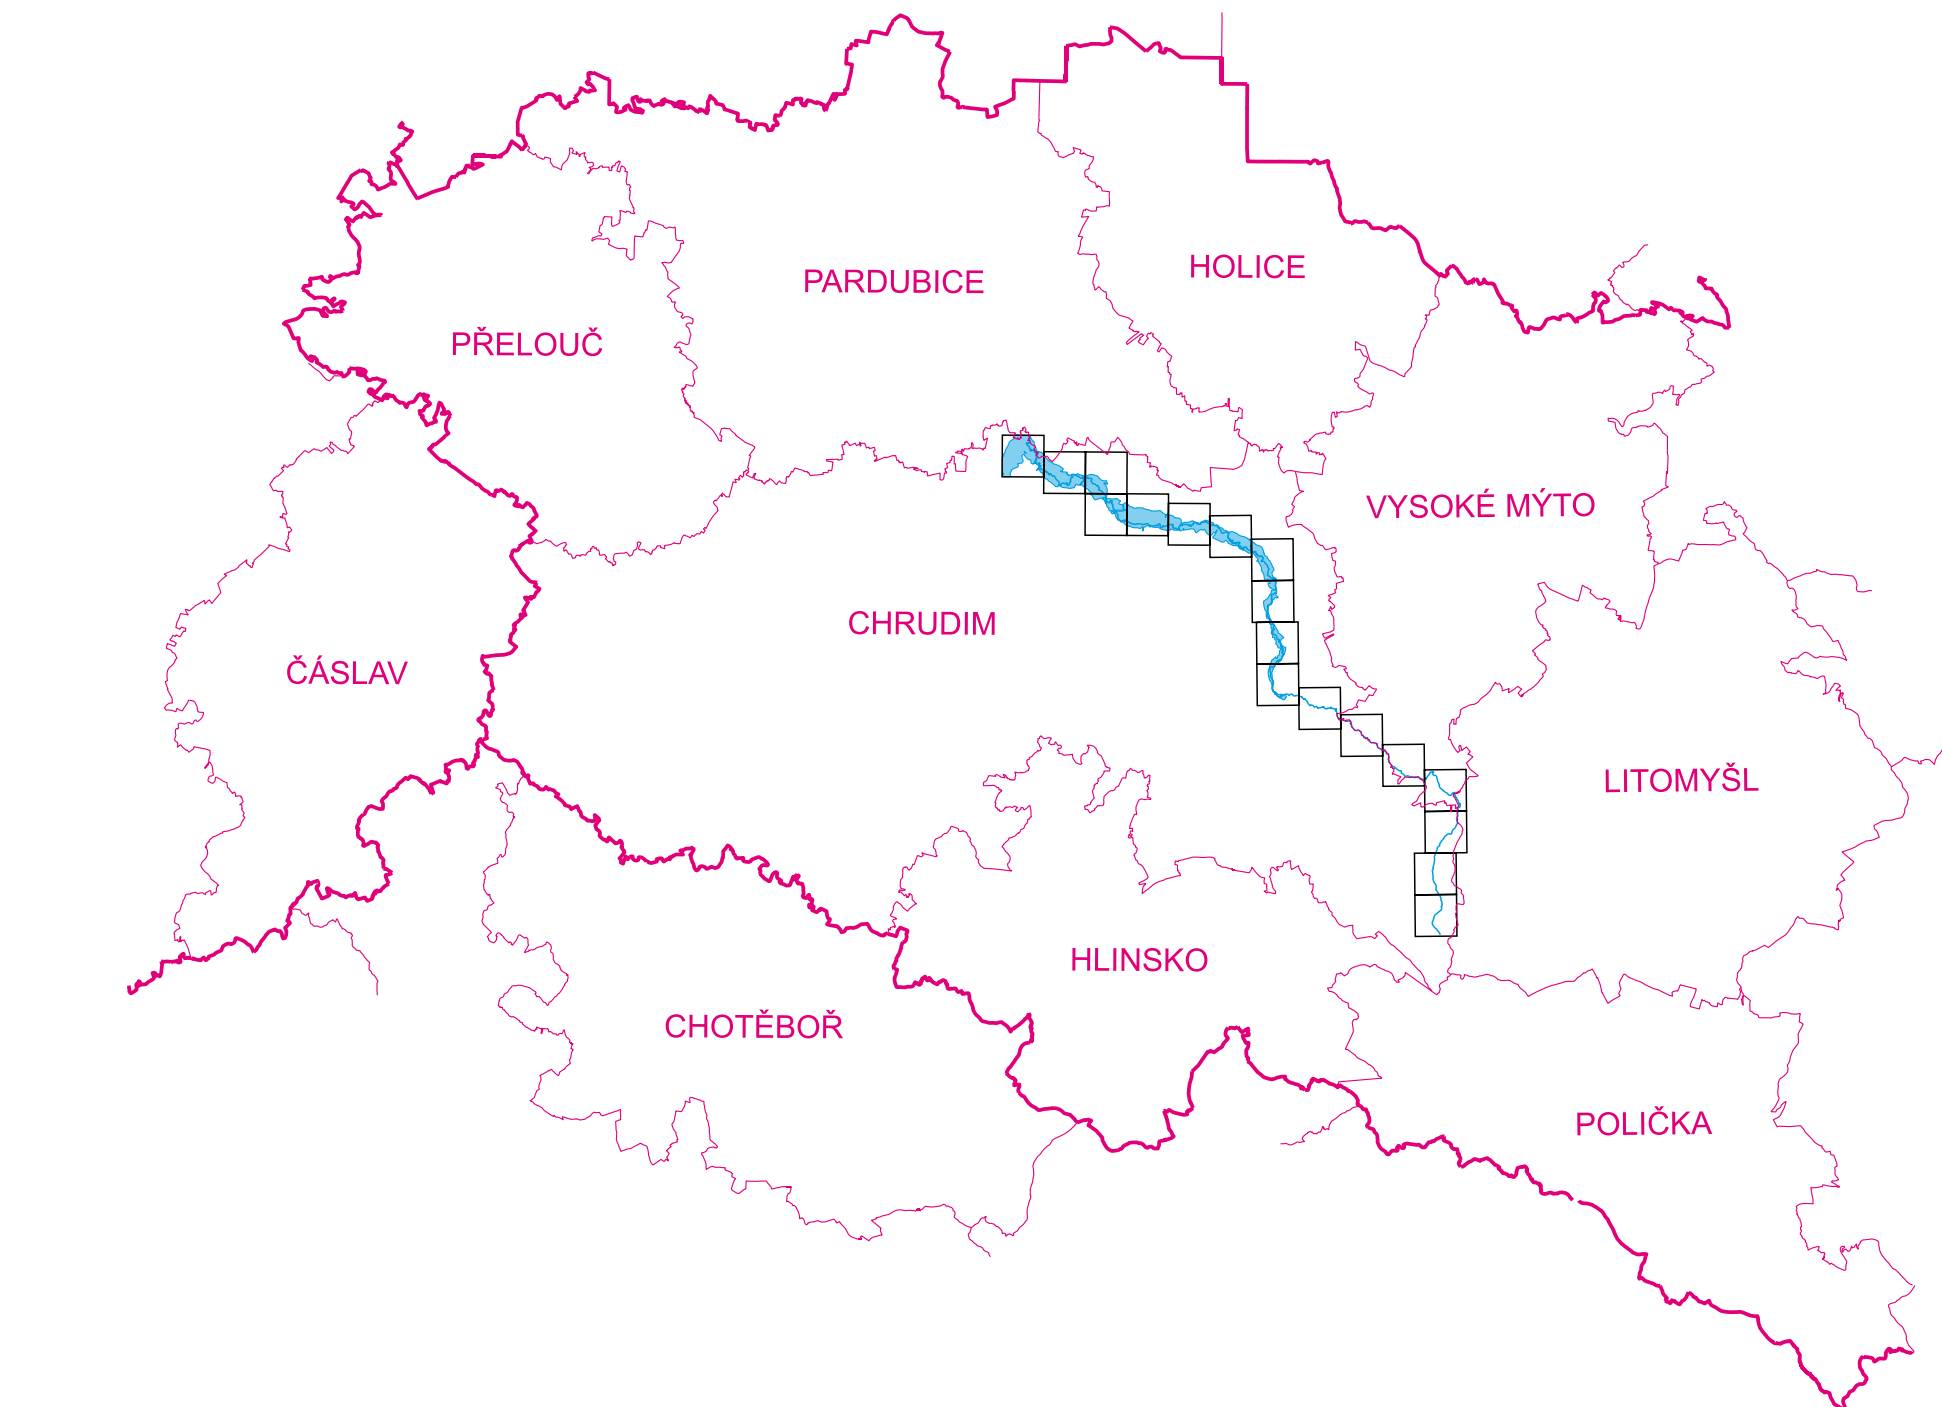 HOLICE
PARDUBICE
PŘELOUČ
VYSOKÉ MÝTO
CHRUDIM
ČÁSLAV
LITOMYŠL
HLINSKO
CHOTĚBOŘ
POLIČKA